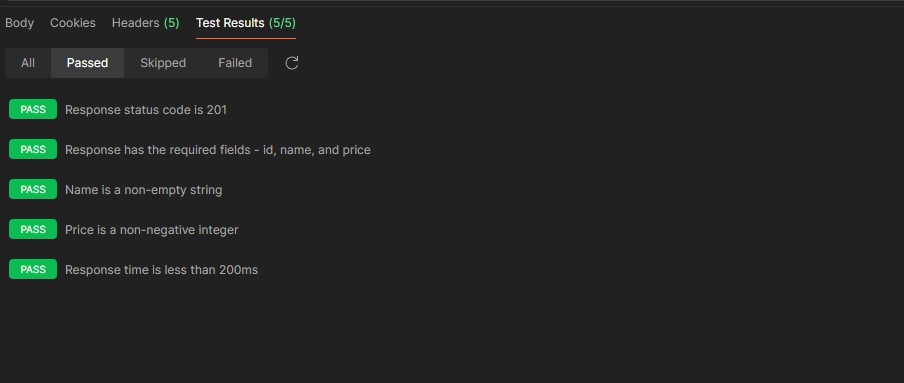 Body Cookies Headers (5) Test Results (5/5)
All Passed Skipped Failed
PASS Response status code is 201
PASS Response has the required fields - id, name, and price
PASS Name is a non-empty string
PASS Price is a non-negative integer
PASS Response time is less than 200ms